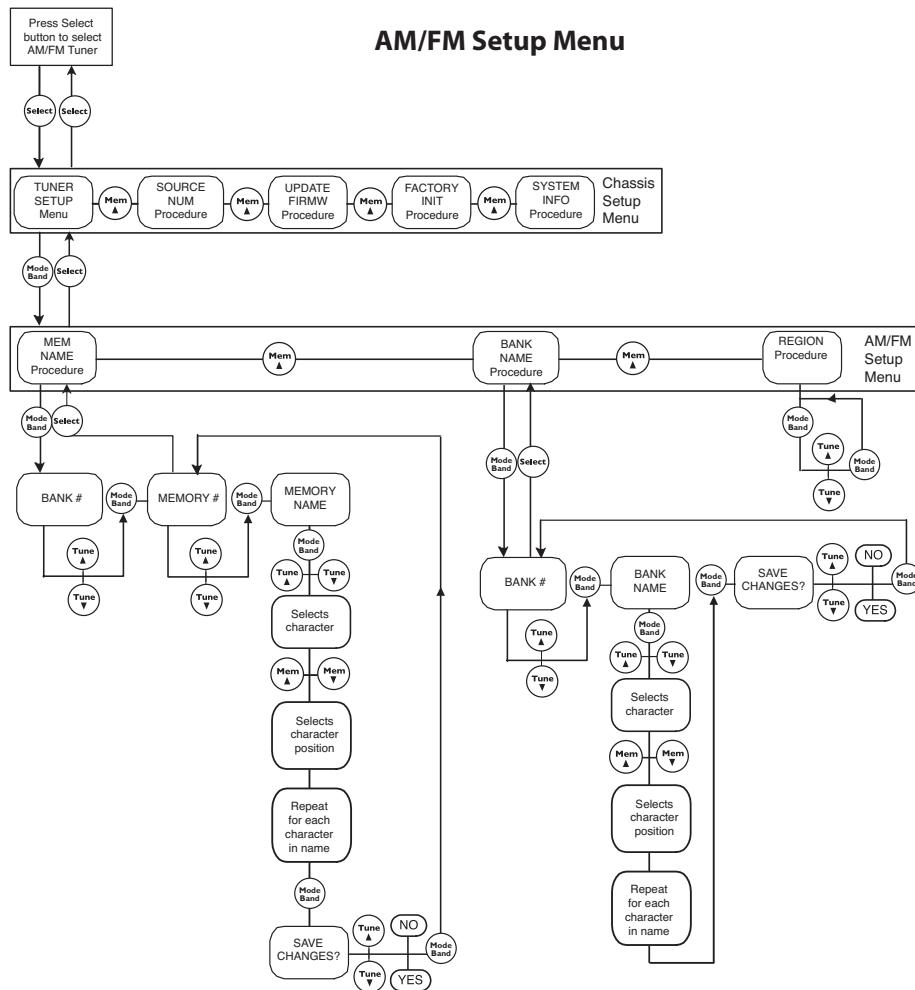 AM/FM Setup Menu
Press Select
button to select
AM/FM Tuner
Select
Select
TUNER
SETUP
Menu
Mem
▲
SOURCE
NUM
Procedure
Mem
▲
UPDATE
FIRMW
Procedure
Mem
▲
FACTORY
INIT
Procedure
Mem
▲
SYSTEM
INFO
Procedure
Chassis
Setup
Menu
Mode
Band
Select
MEM
NAME
Procedure
Mem
▲
BANK
NAME
Procedure
Mem
▲
REGION
Procedure
AM/FM
Setup
Menu
Mode
Band
Select
BANK #
Tune
▲
Tune
▼
Mode
Band
MEMORY #
Tune
▲
Tune
▼
Mode
Band
MEMORY
NAME
Mode
Band
Tune
▲
Tune
▼
Selects
character
Mem
▲
Mem
▼
Selects
character
position
Repeat
for each
character
in name
Mode
Band
SAVE
CHANGES?
Tune
▲
Tune
▼
NO
YES
Mode
Band
Mode
Band
Select
BANK #
Tune
▲
Tune
▼
Mode
Band
BANK
NAME
Mode
Band
Tune
▲
Tune
▼
Selects
character
Mem
▲
Mem
▼
Selects
character
position
Repeat
for each
character
in name
Mode
Band
SAVE
CHANGES?
Tune
▲
Tune
▼
NO
YES
Mode
Band
Mode
Band
Tune
▲
Tune
▼
Mode
Band